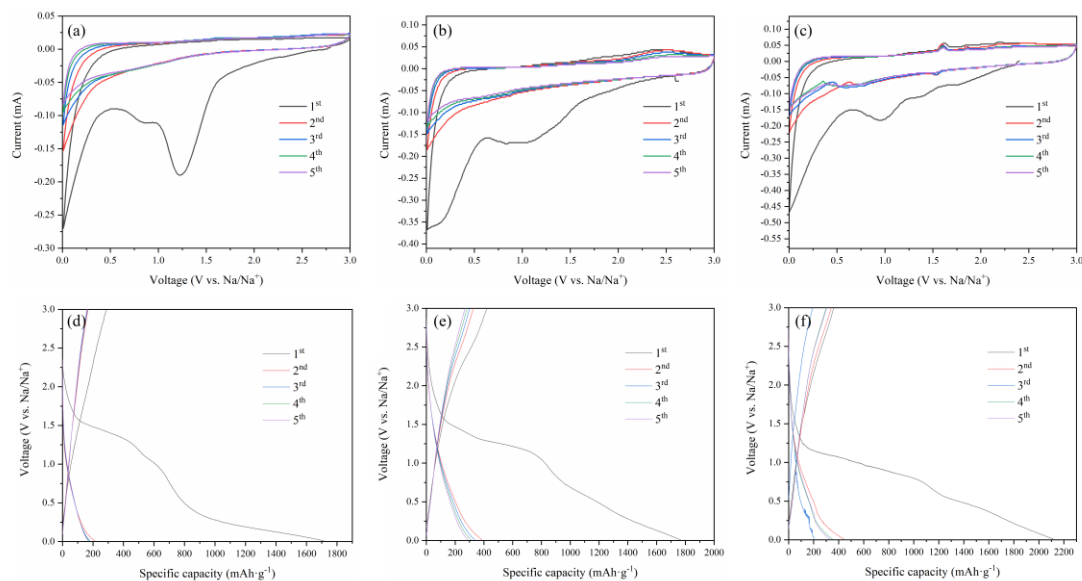 (a)
0.05
0.00
-0.05
-0.10
-0.15
-0.20
-0.25
-0.30
Current (mA)
1st
2nd
3rd
4th
5th
0.0 0.5 1.0 1.5 2.0 2.5 3.0
Voltage (V vs. Na/Na+)
(b)
0.10
0.05
0.00
-0.05
-0.10
-0.15
-0.20
-0.25
-0.30
-0.35
-0.40
Current (mA)
1st
2nd
3rd
4th
5th
0.0 0.5 1.0 1.5 2.0 2.5 3.0
Voltage (V vs. Na/Na+)
(c)
0.10
0.05
0.00
-0.05
-0.10
-0.15
-0.20
-0.25
-0.30
-0.35
-0.40
-0.45
-0.50
-0.55
Current (mA)
1st
2nd
3rd
4th
5th
0.0 0.5 1.0 1.5 2.0 2.5 3.0
Voltage (V vs. Na/Na+)
(d)
3.0
2.5
2.0
1.5
1.0
0.5
0.0
Voltage (V vs. Na/Na+)
1st
2nd
3rd
4th
5th
0 200 400 600 800 1000 1200 1400 1600 1800
Specific capacity (mAh·g-1)
(e)
3.0
2.5
2.0
1.5
1.0
0.5
0.0
Voltage (V vs. Na/Na+)
1st
2nd
3rd
4th
5th
0 200 400 600 800 1000 1200 1400 1600 1800 2000
Specific capacity (mAh·g-1)
(f)
3.0
2.5
2.0
1.5
1.0
0.5
0.0
Voltage (V vs. Na/Na+)
1st
2nd
3rd
4th
5th
0 200 400 600 800 1000 1200 1400 1600 1800 2000 2200
Specific capacity (mAh·g-1)